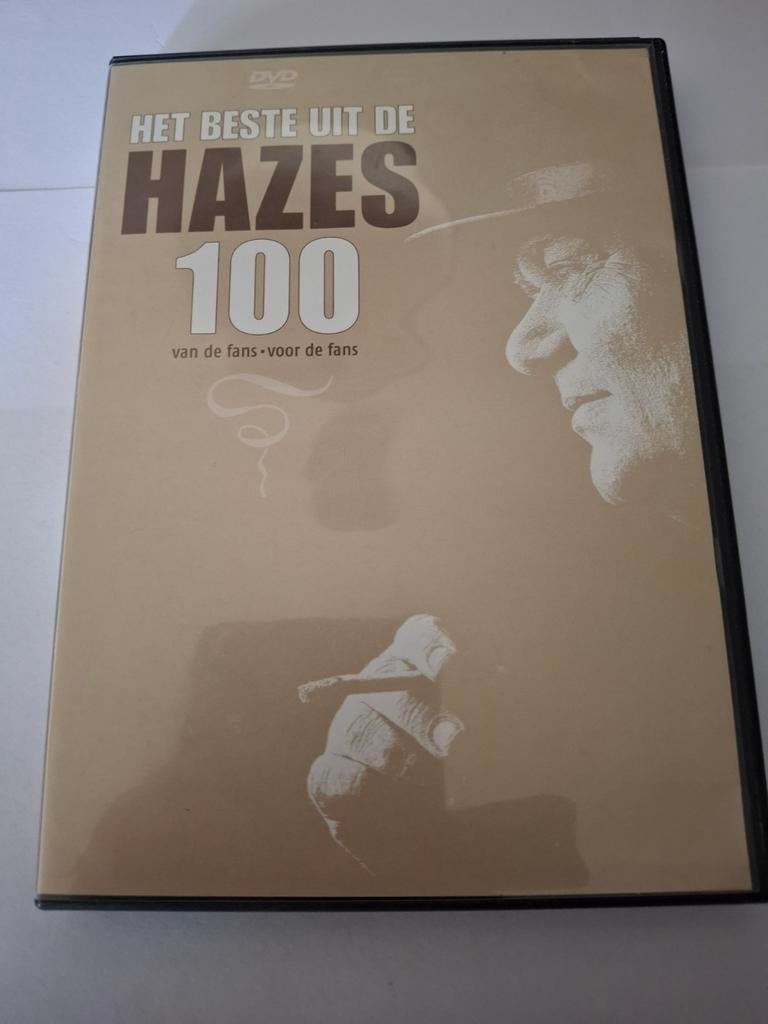 DVD
HET BESTE UIT DE
HAZES
100
van de fans • voor de fans